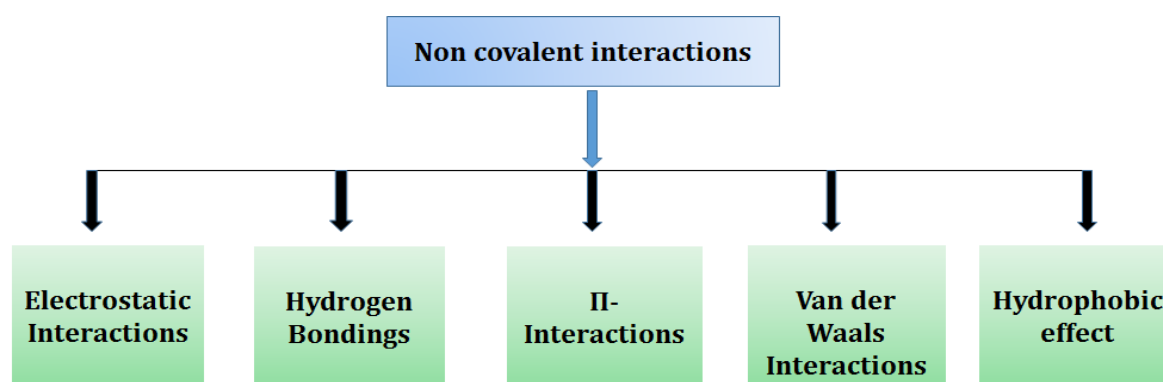 Non covalent interactions
Electrostatic
Interactions
Hydrogen
Bondings
Π-
Interactions
Van der
Waals
Interactions
Hydrophobic
effect